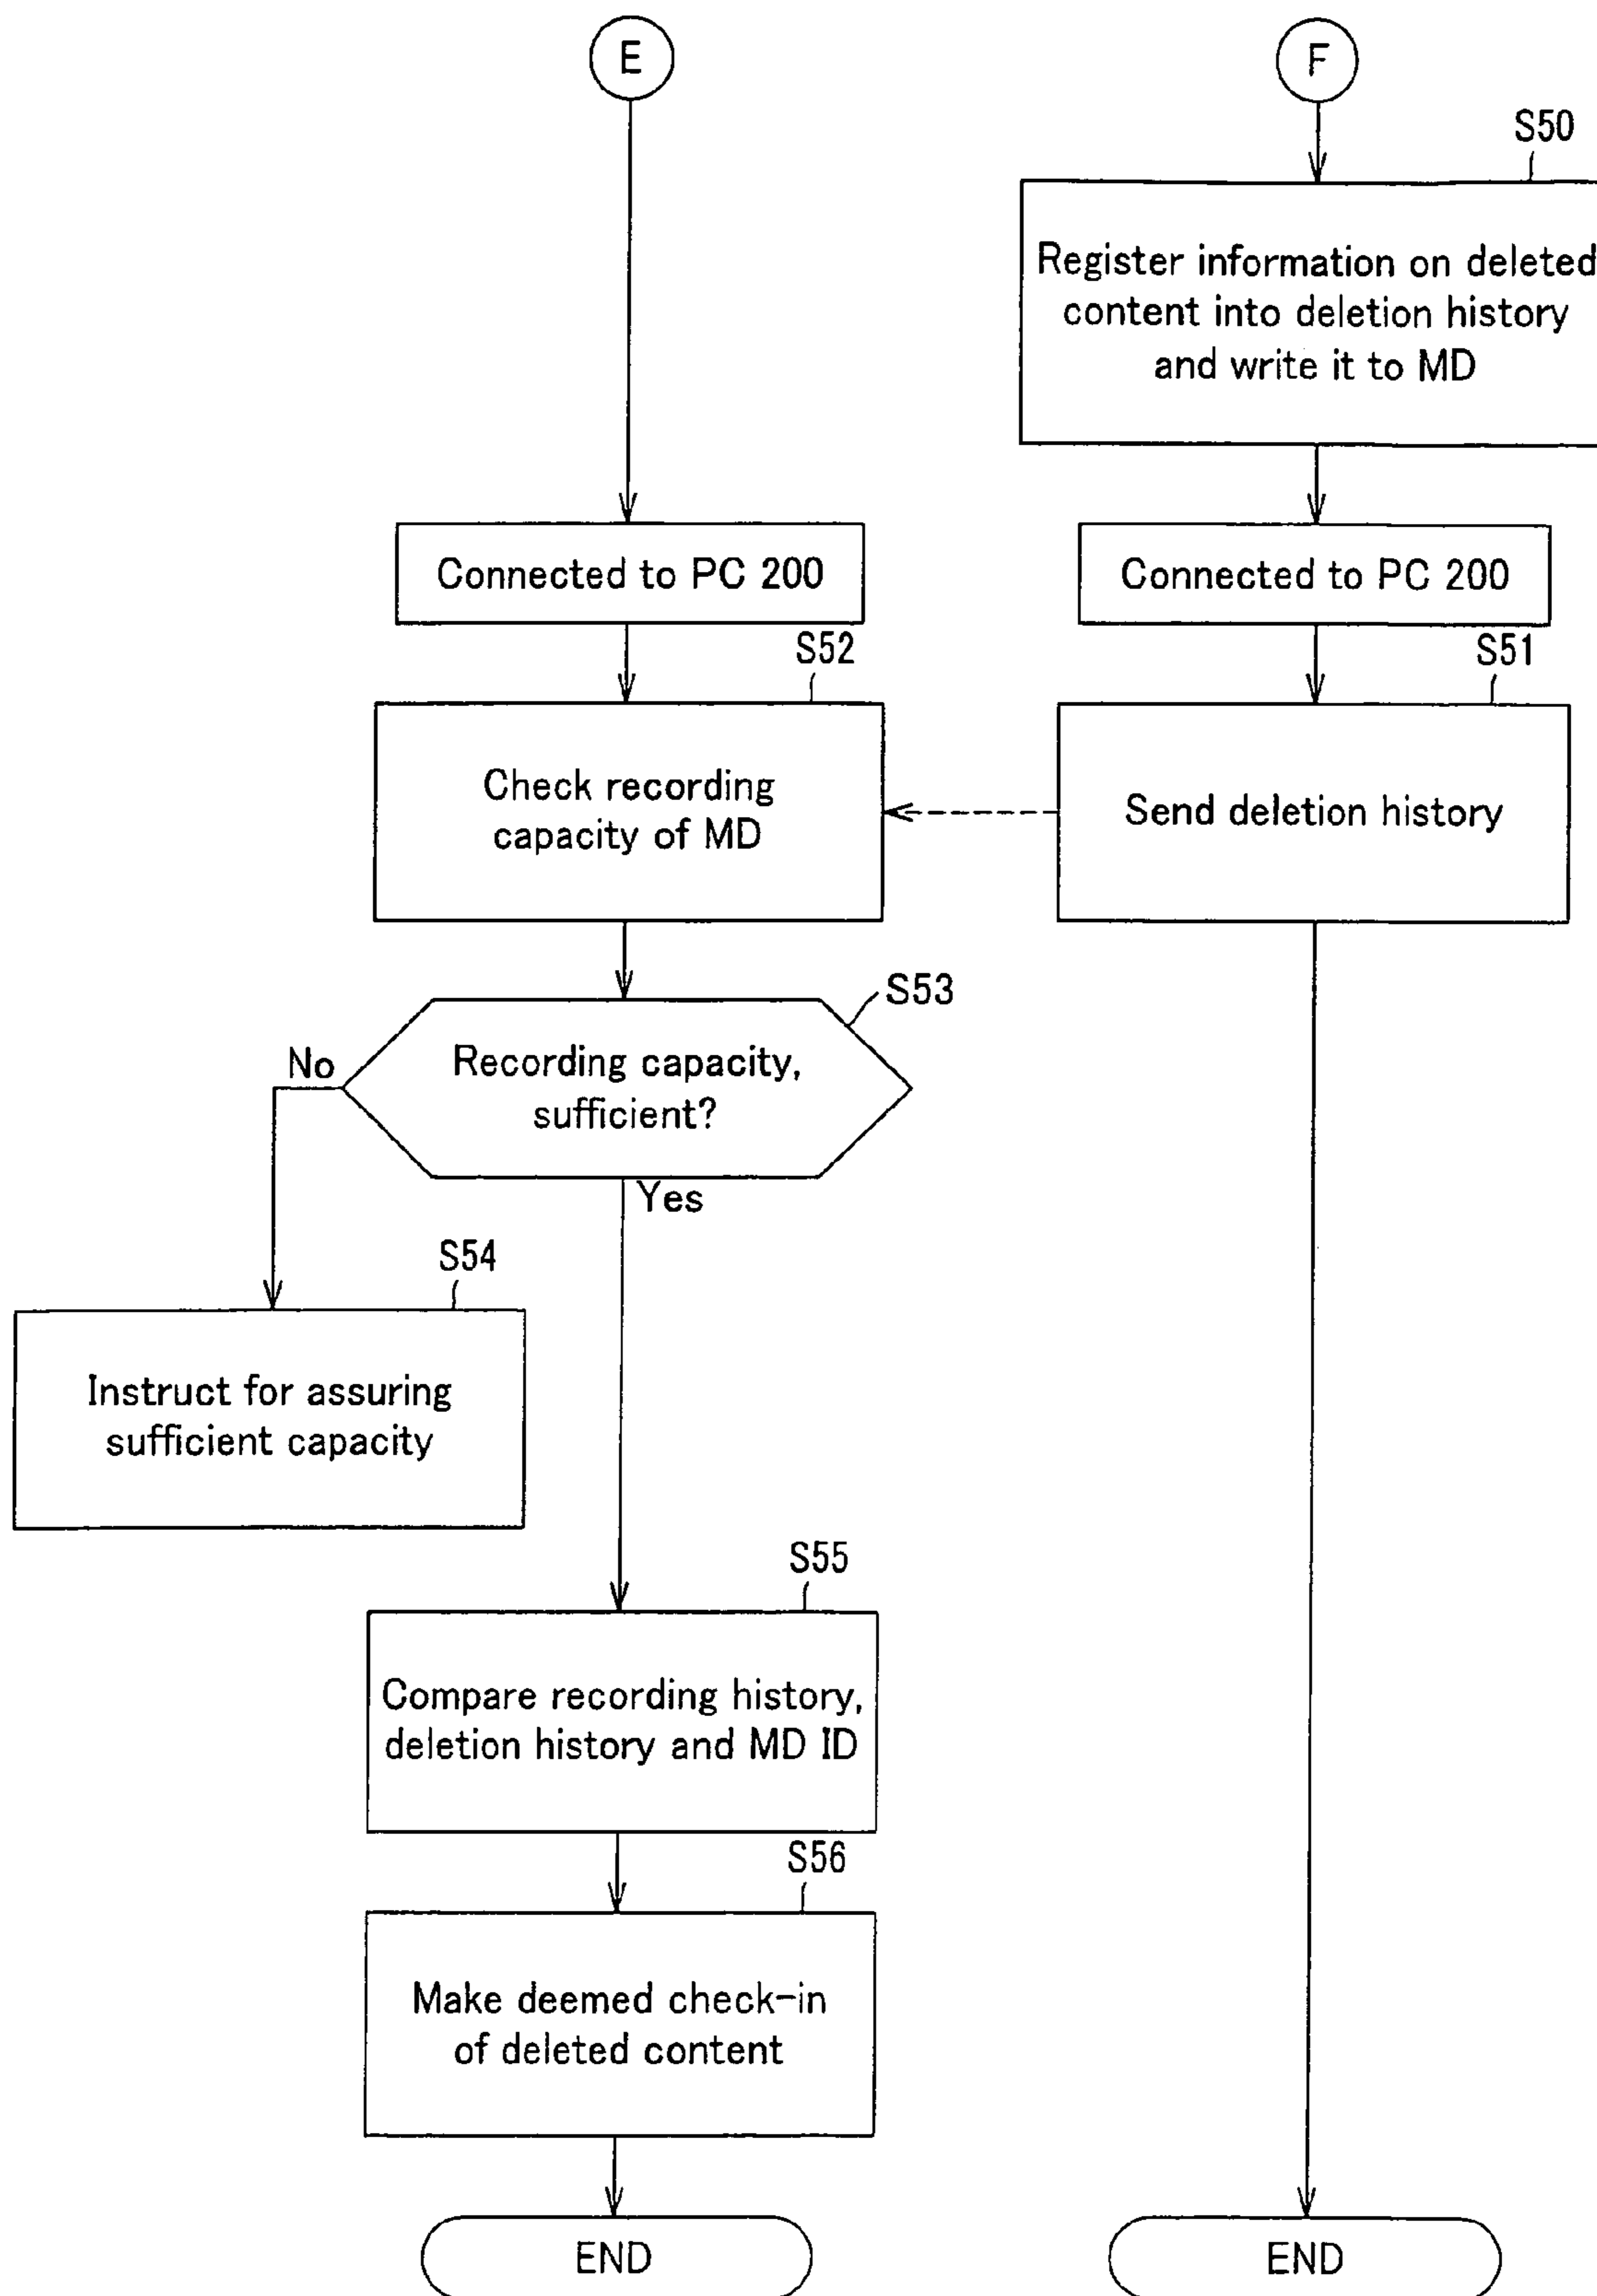 E
F
S50
Register information on deleted
content into deletion history
and write it to MD
Connected to PC 200
Connected to PC 200
S52
S51
Check recording
capacity of MD
Send deletion history
S53
No
Recording capacity,
sufficient?
Yes
S54
Instruct for assuring
sufficient capacity
S55
Compare recording history,
deletion history and MD ID
S56
Make deemed check-in
of deleted content
END
END